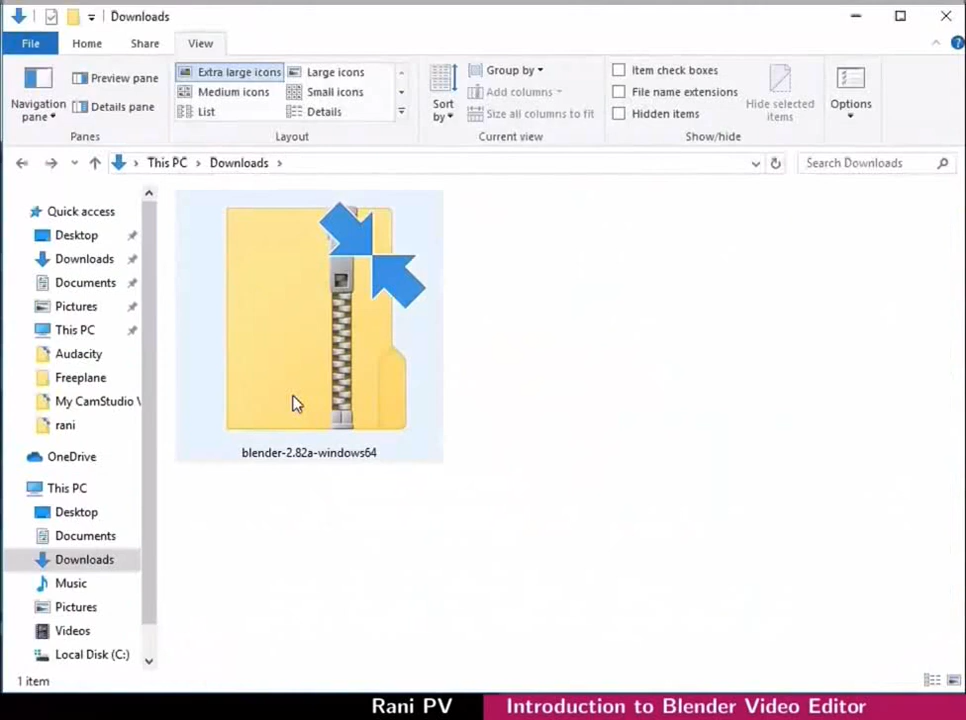 Downloads
File Home Share View
Navigation pane
Preview pane
Details pane
Panes
Extra large icons Large icons
Medium icons Small icons
List Details
Layout
Sort by
Group by
Add columns
Size all columns to fit
Current view
Item check boxes
File name extensions
Hidden items
Hide selected items
Show/hide
Options
This PC Downloads
Search Downloads
Quick access
Desktop
Downloads
Documents
Pictures
This PC
Audacity
Freeplane
My CamStudio V
rani
OneDrive
This PC
Desktop
Documents
Downloads
Music
Pictures
Videos
Local Disk (C:)
blender-2.82a-windows64
1 item
Rani PV Introduction to Blender Video Editor